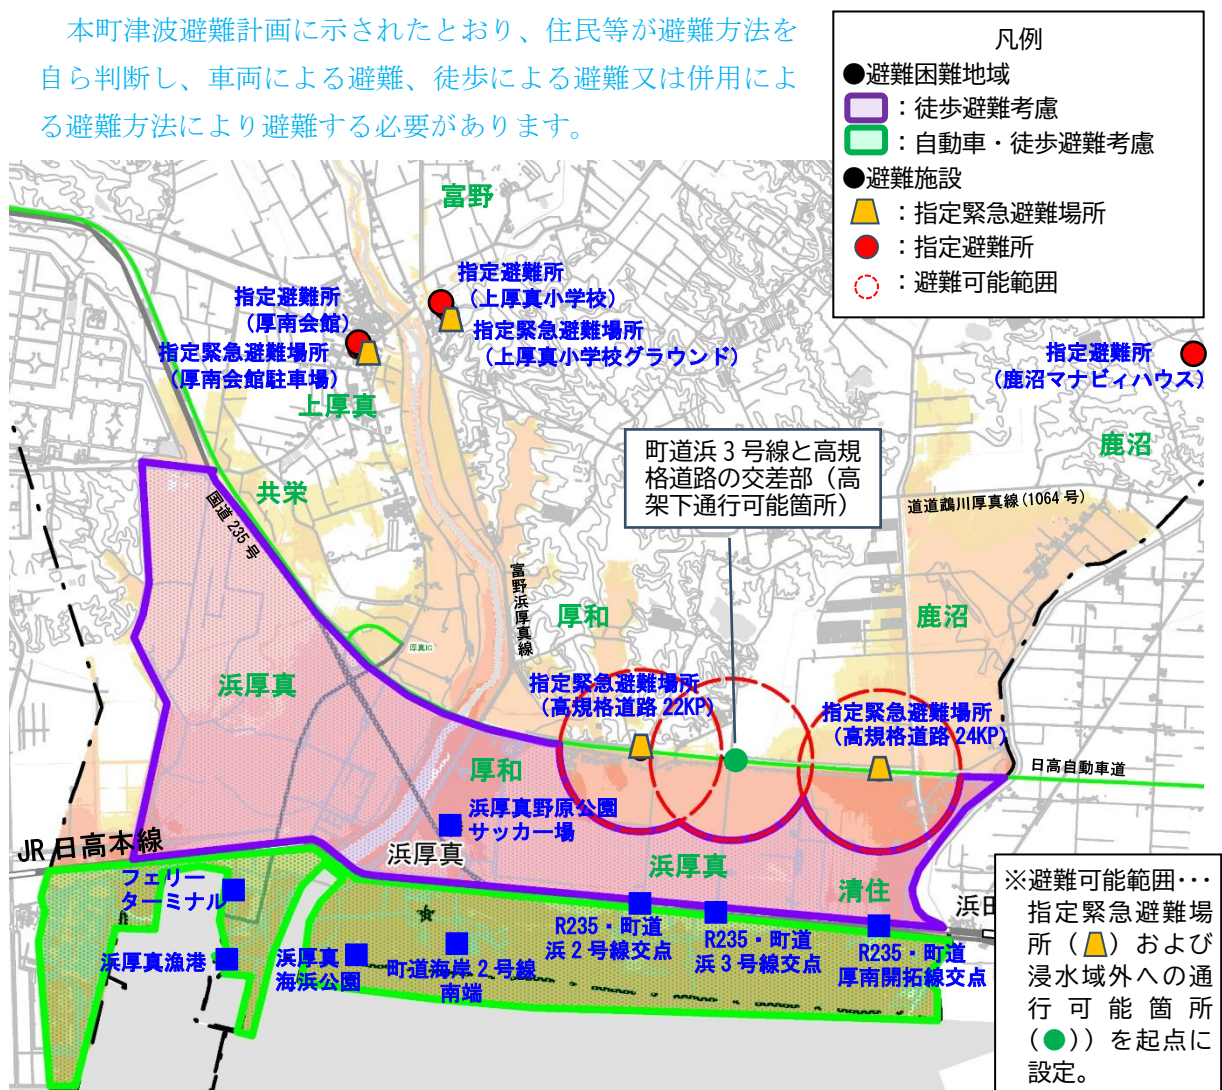 本町津波避難計画に示されたとおり、住民等が避難方法を
自ら判断し、車両による避難、徒歩による避難又は併用によ
る避難方法により避難する必要があります。
凡例
●避難困難地域
：徒歩避難考慮
：自動車・徒歩避難考慮
●避難施設
：指定緊急避難場所
：指定避難所
：避難可能範囲
富野
指定避難所
（上厚真小学校）
指定緊急避難場所
（上厚真小学校グラウンド）
指定避難所
（厚南会館）
指定緊急避難場所
（厚南会館駐車場）
上厚真
指定避難所
（鹿沼マナビィハウス）
鹿沼
町道浜３号線と高規
格道路の交差部（高
架下通行可能箇所）
道道鵡川厚真線(1064 号)
共栄
国道 235 号
富野浜厚真線
厚和
鹿沼
厚真IC
浜厚真
指定緊急避難場所
（高規格道路 22KP）
指定緊急避難場所
（高規格道路 24KP）
日高自動車道
厚和
浜厚真野原公園
サッカー場
浜厚真
JR 日高本線
浜厚真
清住
フェリー
ターミナル
浜厚真漁港
浜厚真
海浜公園
町道海岸２号線
南端
R235・町道
浜２号線交点
R235・町道
浜３号線交点
R235・町道
厚南開拓線交点
浜田
※避難可能範囲･･･
指定緊急避難場
所（ ）および
浸水域外への通
行可能箇所
（●））を起点に
設定。